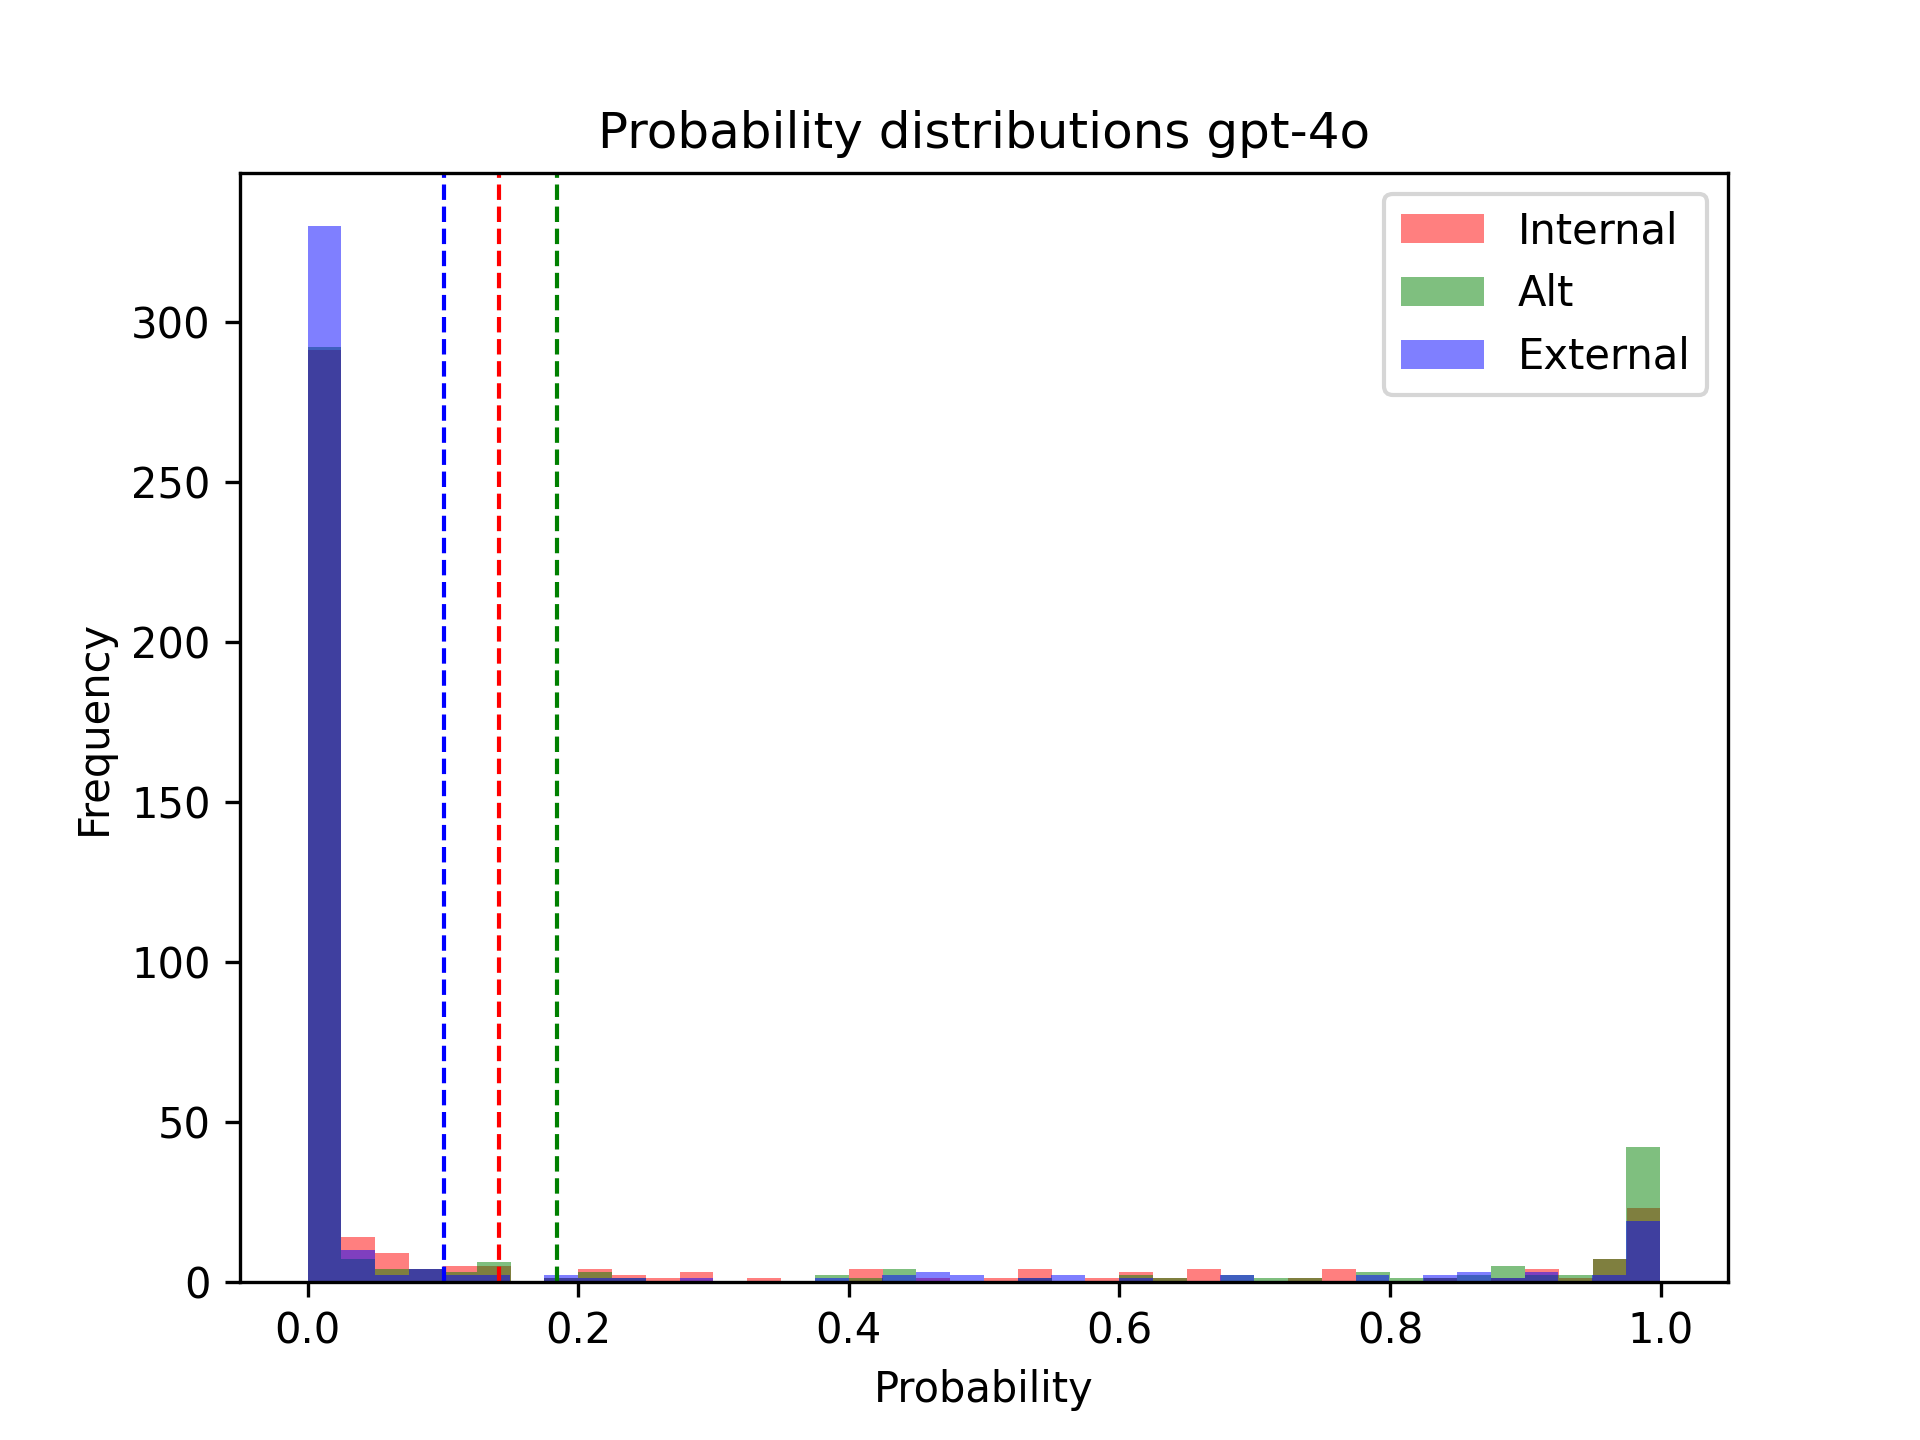 Probability distributions gpt-4o
Internal
Alt
External
Frequency
300
250
200
150
100
50
0
0.0 0.2 0.4 0.6 0.8 1.0
Probability